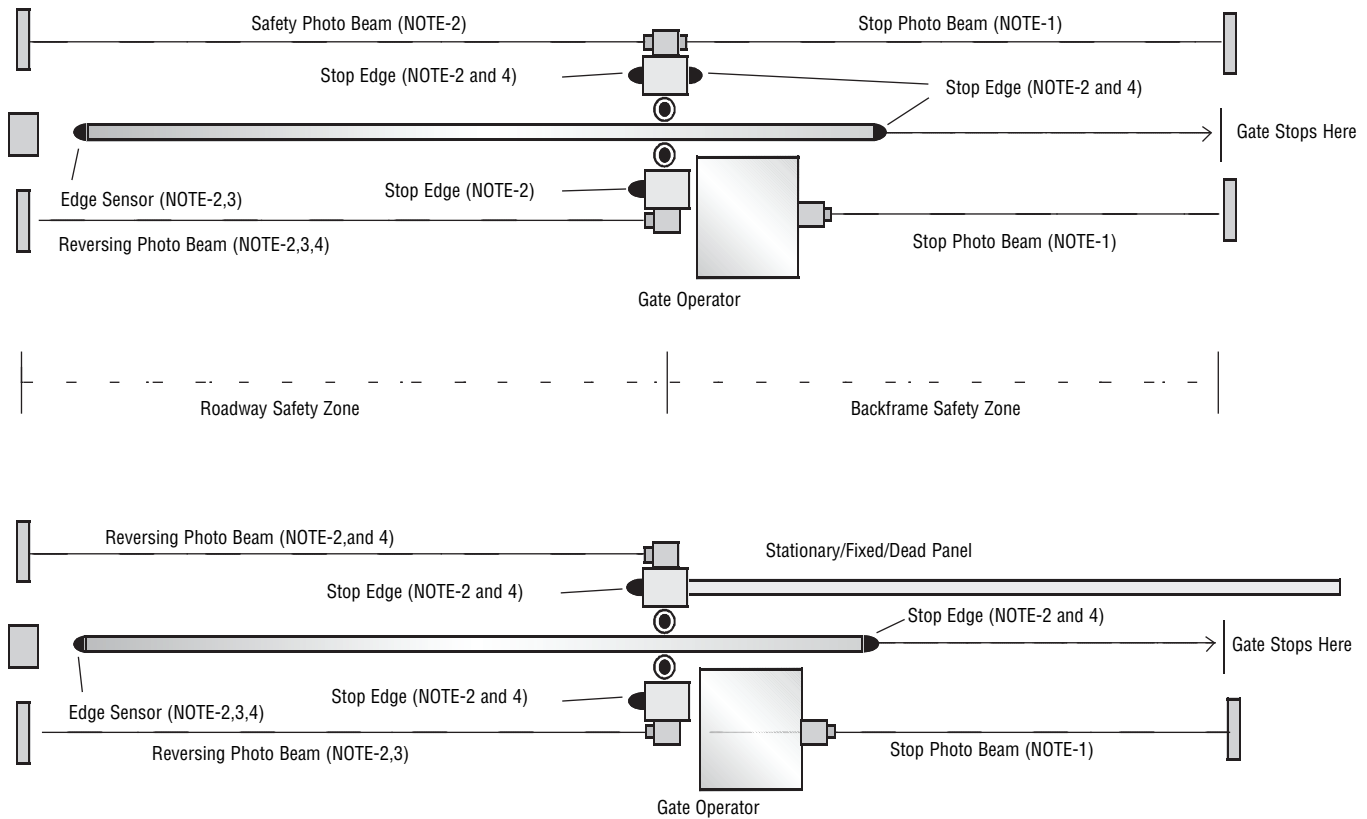 Safety Photo Beam (NOTE-2)
Stop Photo Beam (NOTE-1)
Stop Edge (NOTE-2 and 4)
Stop Edge (NOTE-2 and 4)
Gate Stops Here
Edge Sensor (NOTE-2,3)
Stop Edge (NOTE-2)
Reversing Photo Beam (NOTE-2,3,4)
Stop Photo Beam (NOTE-1)
Gate Operator
Roadway Safety Zone
Backframe Safety Zone
Reversing Photo Beam (NOTE-2,and 4)
Stationary/Fixed/Dead Panel
Stop Edge (NOTE-2 and 4)
Stop Edge (NOTE-2 and 4)
Gate Stops Here
Stop Edge (NOTE-2 and 4)
Edge Sensor (NOTE-2,3,4)
Reversing Photo Beam (NOTE-2,3)
Stop Photo Beam (NOTE-1)
Gate Operator